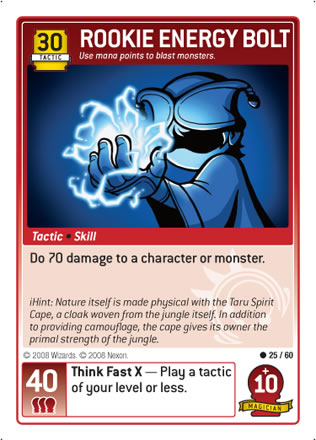 30
TACTIC
ROOKIE ENERGY BOLT
Use mana points to blast monsters.
Tactic • Skill
Do 70 damage to a character or monster.
iHint: Nature itself is made physical with the Taru Spirit
Cape, a cloak woven from the jungle itself. In addition
to providing camouflage, the cape gives its owner the
primal strength of the jungle.
© 2008 Wizards. © 2008 Nexon.
● 25 / 60
40
Think Fast X — Play a tactic
of your level or less.
+
10
MAGICIAN